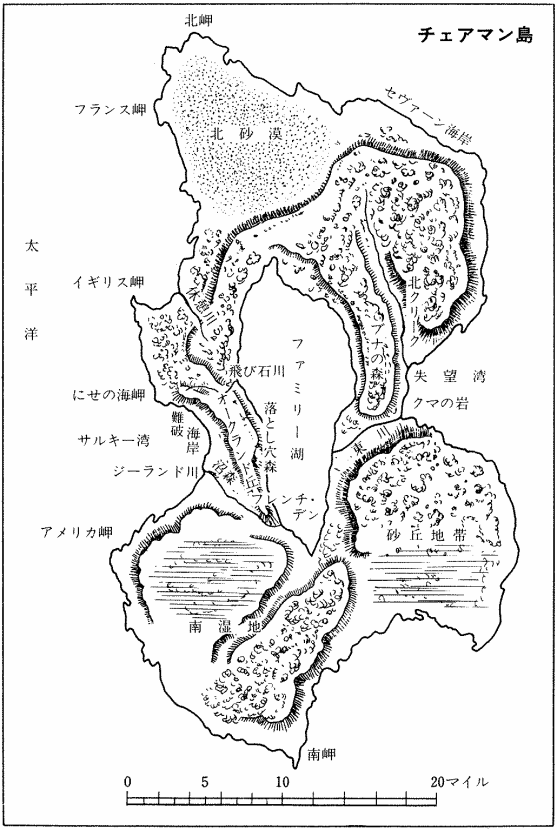 チェアマン島
北岬
フランス岬
北砂漠
セヴァーン海岸
太平洋
イギリス岬
北クリーク
ブナの森
ファミリー湖
飛び石川
失望湾
クマの岩
にせの海岬
難破海岸
オークランド丘
落とし穴森
東川
サルキー湾
沼森
ジーランド川
フレンチ・
デン
アメリカ岬
砂丘地帯
南湿地
南岬
0 5 10 20マイル